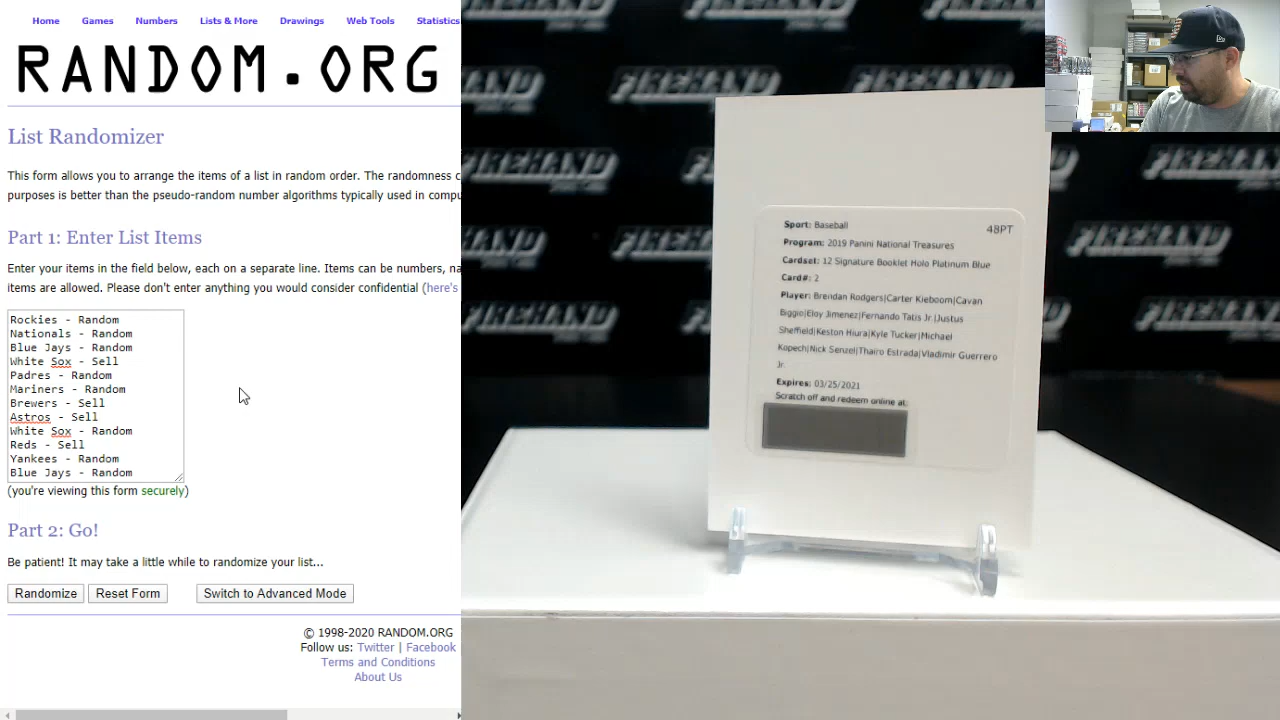 Home Games Numbers Lists & More Drawings Web Tools Statistics
RANDOM.ORG
List Randomizer
This form allows you to arrange the items of a list in random order. The randomness c
purposes is better than the pseudo-random number algorithms typically used in compu
Part 1: Enter List Items
Enter your items in the field below, each on a separate line. Items can be numbers, na
items are allowed. Please don't enter anything you would consider confidential (here's
Rockies - Random
Nationals - Random
Blue Jays - Random
White Sox - Sell
Padres - Random
Mariners - Random
Brewers - Sell
Astros - Sell
White Sox - Random
Reds - Sell
Yankees - Random
Blue Jays - Random
(you're viewing this form securely)
Part 2: Go!
Be patient! It may take a little while to randomize your list...
Randomize Reset Form Switch to Advanced Mode
© 1998-2020 RANDOM.ORG
Follow us: Twitter | Facebook
Terms and Conditions
About Us
FIREHAND
48PT
Sport: Baseball
Program: 2019 Panini National Treasures
Cardset: 12 Signature Booklet Holo Platinum Blue
Card#: 2
Player: Brendan Rodgers|Carter Kieboom|Cavan
Biggio|Eloy Jimenez|Fernando Tatis Jr.|Justus
Sheffield|Keston Hiura|Kyle Tucker|Michael
Kopech|Nick Senzel|Thairo Estrada|Vladimir Guerrero
Jr.
Expires: 03/25/2021
Scratch off and redeem online at: